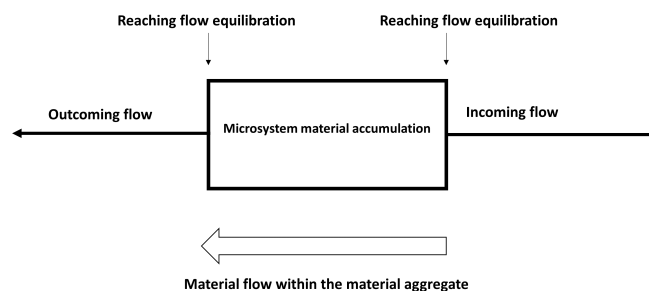 Reaching flow equilibration
Reaching flow equilibration
Outcoming flow
Microsystem material accumulation
Incoming flow
Material flow within the material aggregate